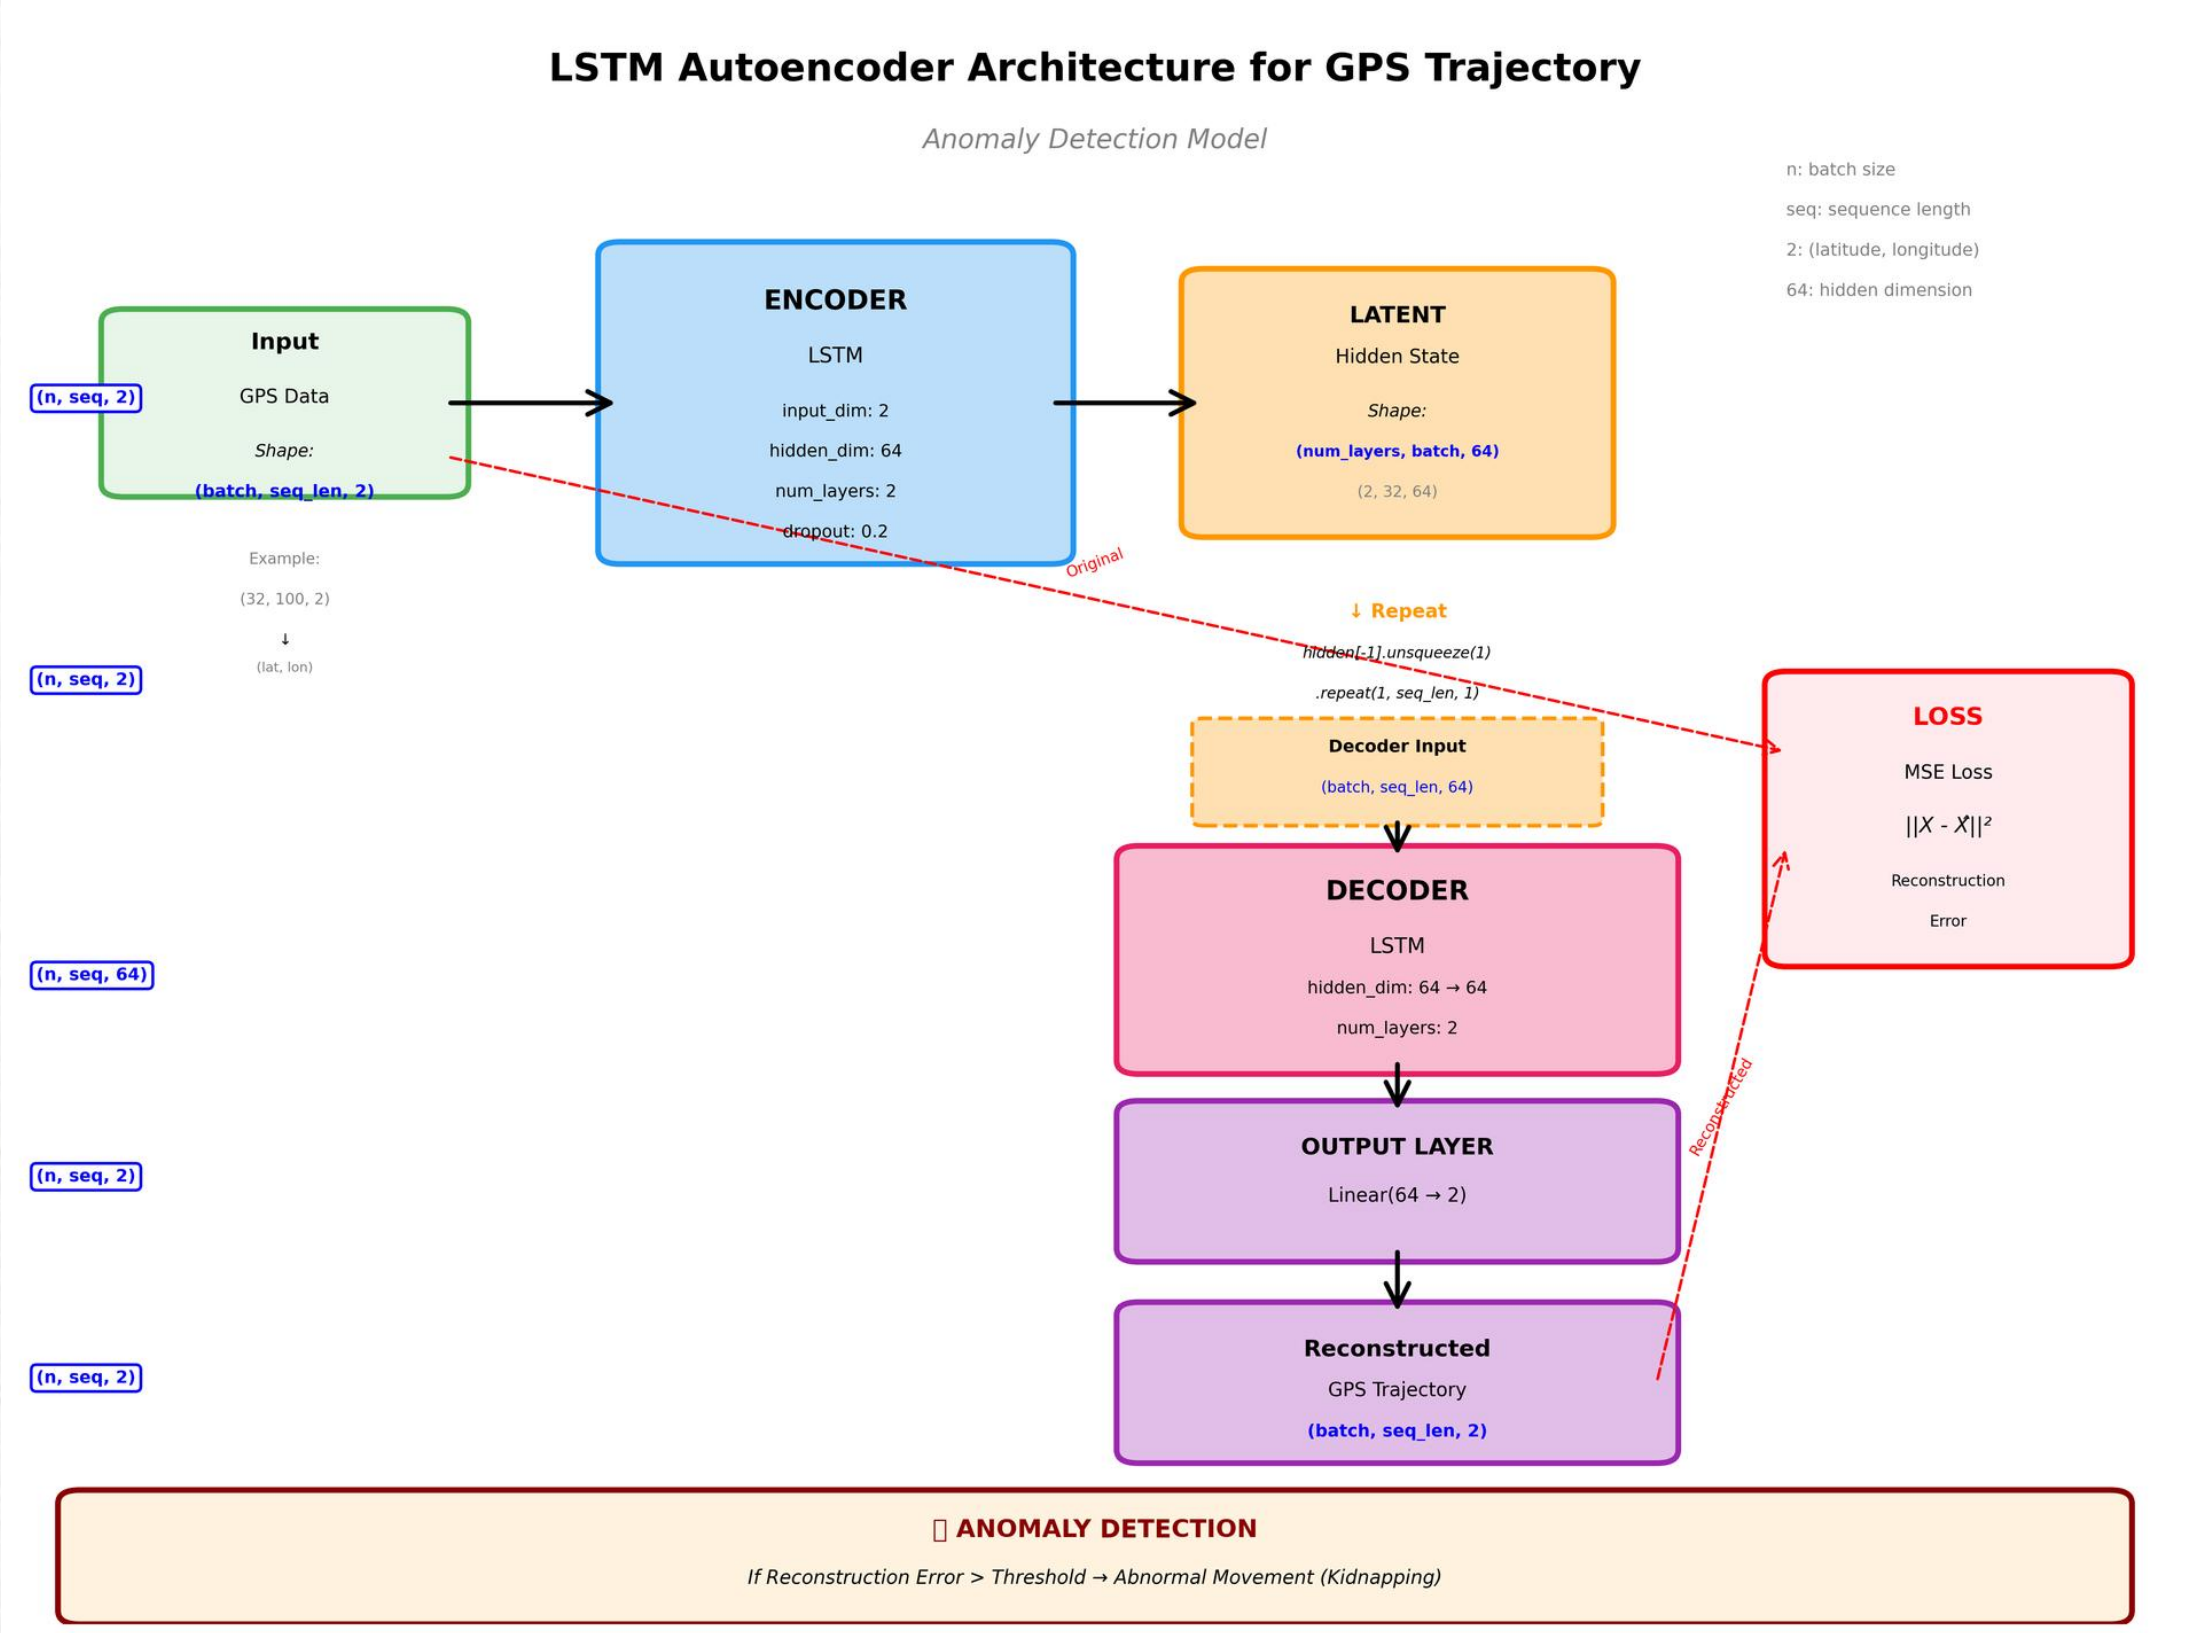 LSTM Autoencoder Architecture for GPS Trajectory
Anomaly Detection Model
n: batch size
seq: sequence length
2: (latitude, longitude)
64: hidden dimension
(n, seq, 2)
Input
GPS Data
Shape:
(batch, seq_len, 2)
Example:
(32, 100, 2)
↓
(lat, lon)
ENCODER
LSTM
input_dim: 2
hidden_dim: 64
num_layers: 2
dropout: 0.2
LATENT
Hidden State
Shape:
(num_layers, batch, 64)
(2, 32, 64)
Original
↓ Repeat
hidden[-1].unsqueeze(1)
.repeat(1, seq_len, 1)
(n, seq, 2)
Decoder Input
(batch, seq_len, 64)
LOSS
MSE Loss
||X - X̂||²
Reconstruction
Error
DECODER
LSTM
hidden_dim: 64 → 64
num_layers: 2
(n, seq, 64)
Reconstructed
OUTPUT LAYER
Linear(64 → 2)
(n, seq, 2)
Reconstructed
GPS Trajectory
(batch, seq_len, 2)
(n, seq, 2)
ANOMALY DETECTION
If Reconstruction Error > Threshold → Abnormal Movement (Kidnapping)